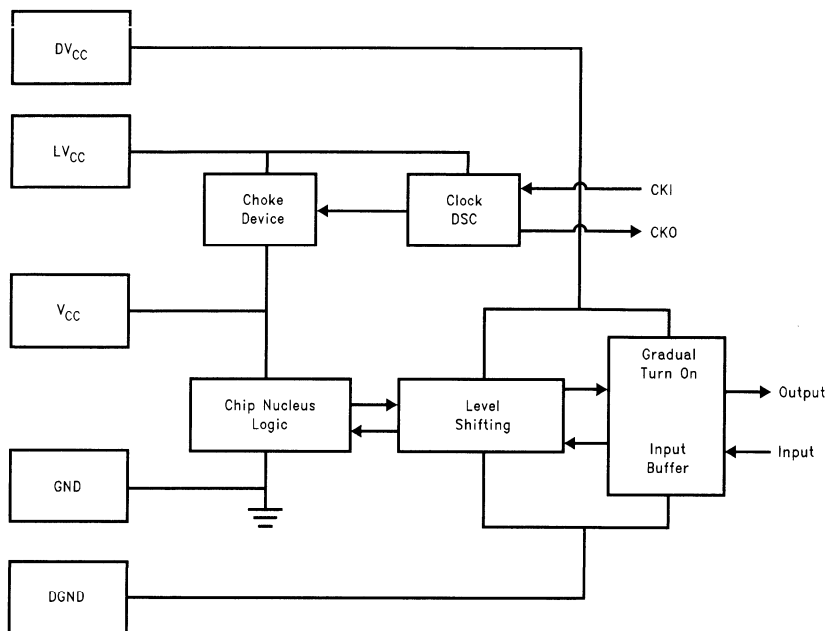 DVCC
LVCC
Choke
Device
Clock
DSC
CKI
CKO
VCC
Gradual
Turn On
Chip Nucleus
Logic
Level
Shifting
Output
Input
Buffer
Input
GND
DGND